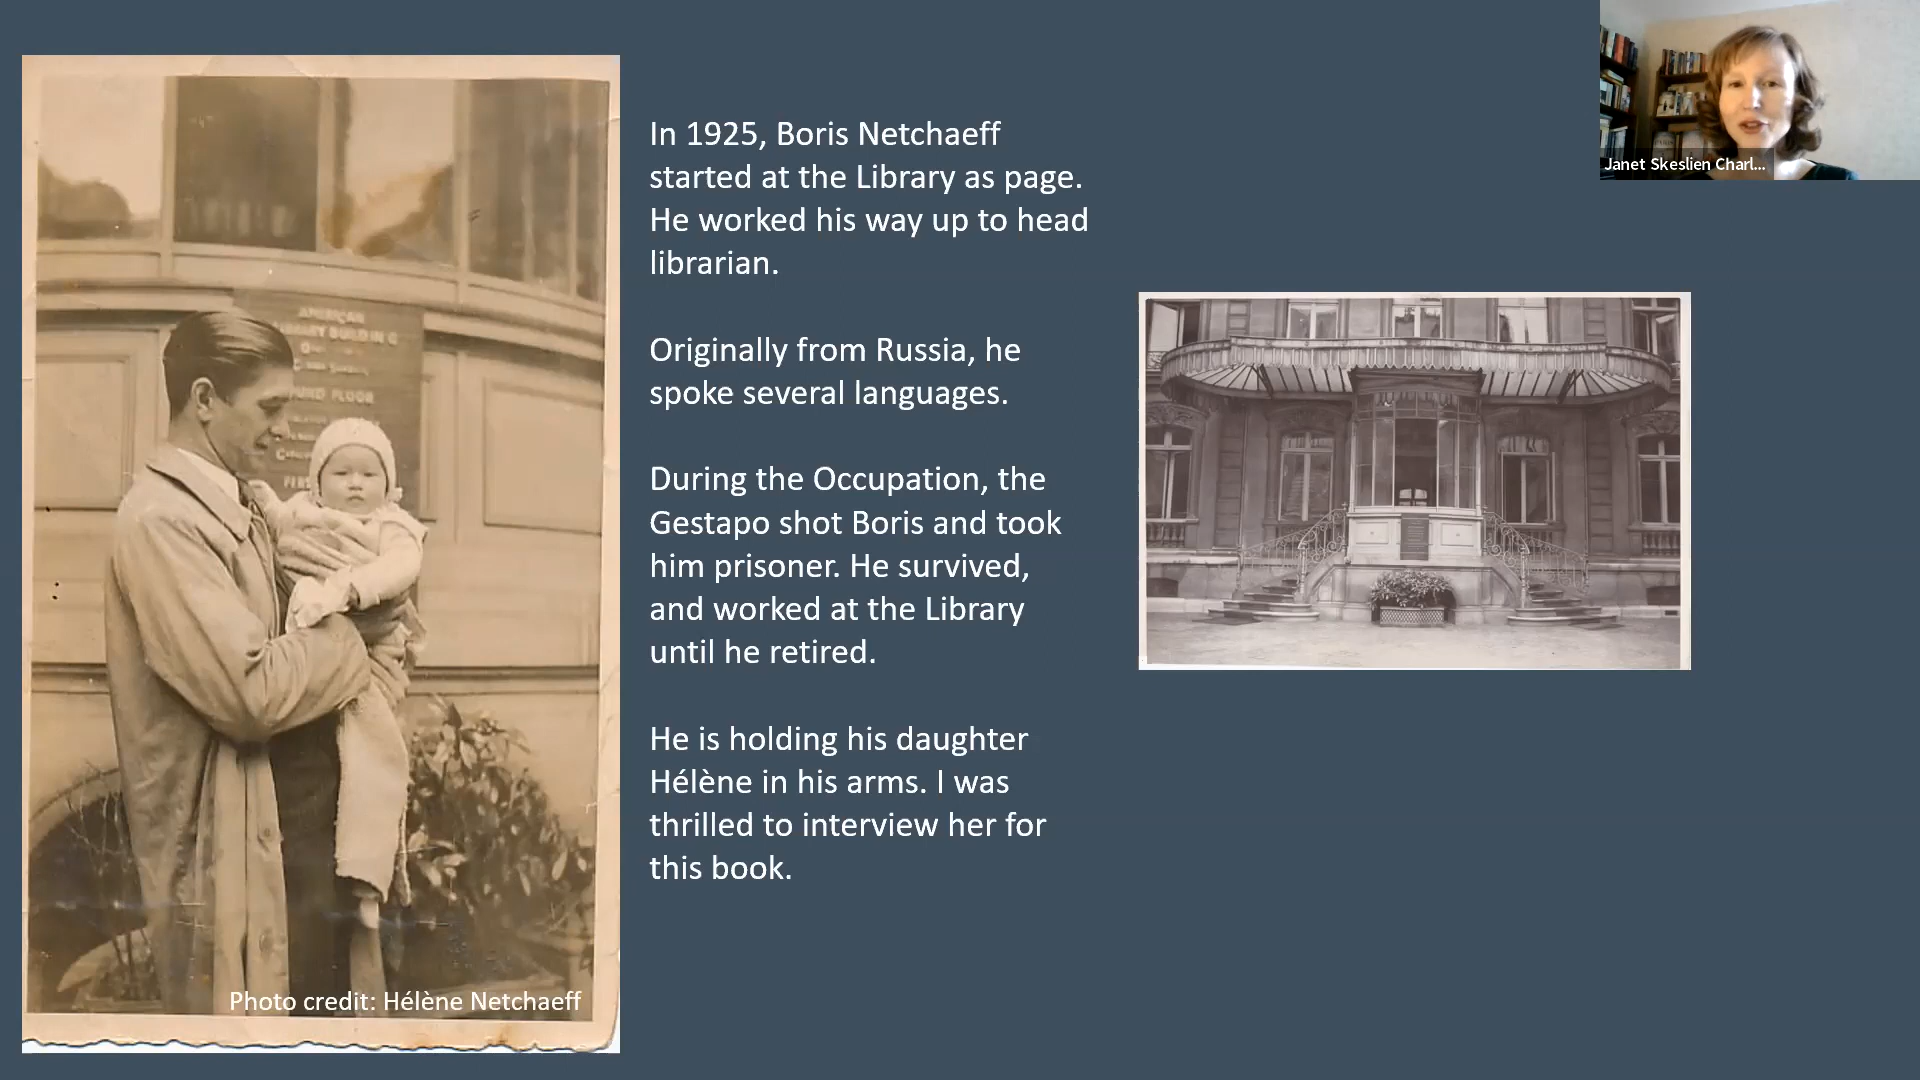 In 1925, Boris Netchaeff
started at the Library as page.
He worked his way up to head
librarian.
Originally from Russia, he
spoke several languages.
During the Occupation, the
Gestapo shot Boris and took
him prisoner. He survived,
and worked at the Library
until he retired.
He is holding his daughter
Hélène in his arms. I was
thrilled to interview her for
this book.
Photo credit: Hélène Netchaeff
Janet Skeslien Charl...
AMERICAN
BUILDING
FLOOR